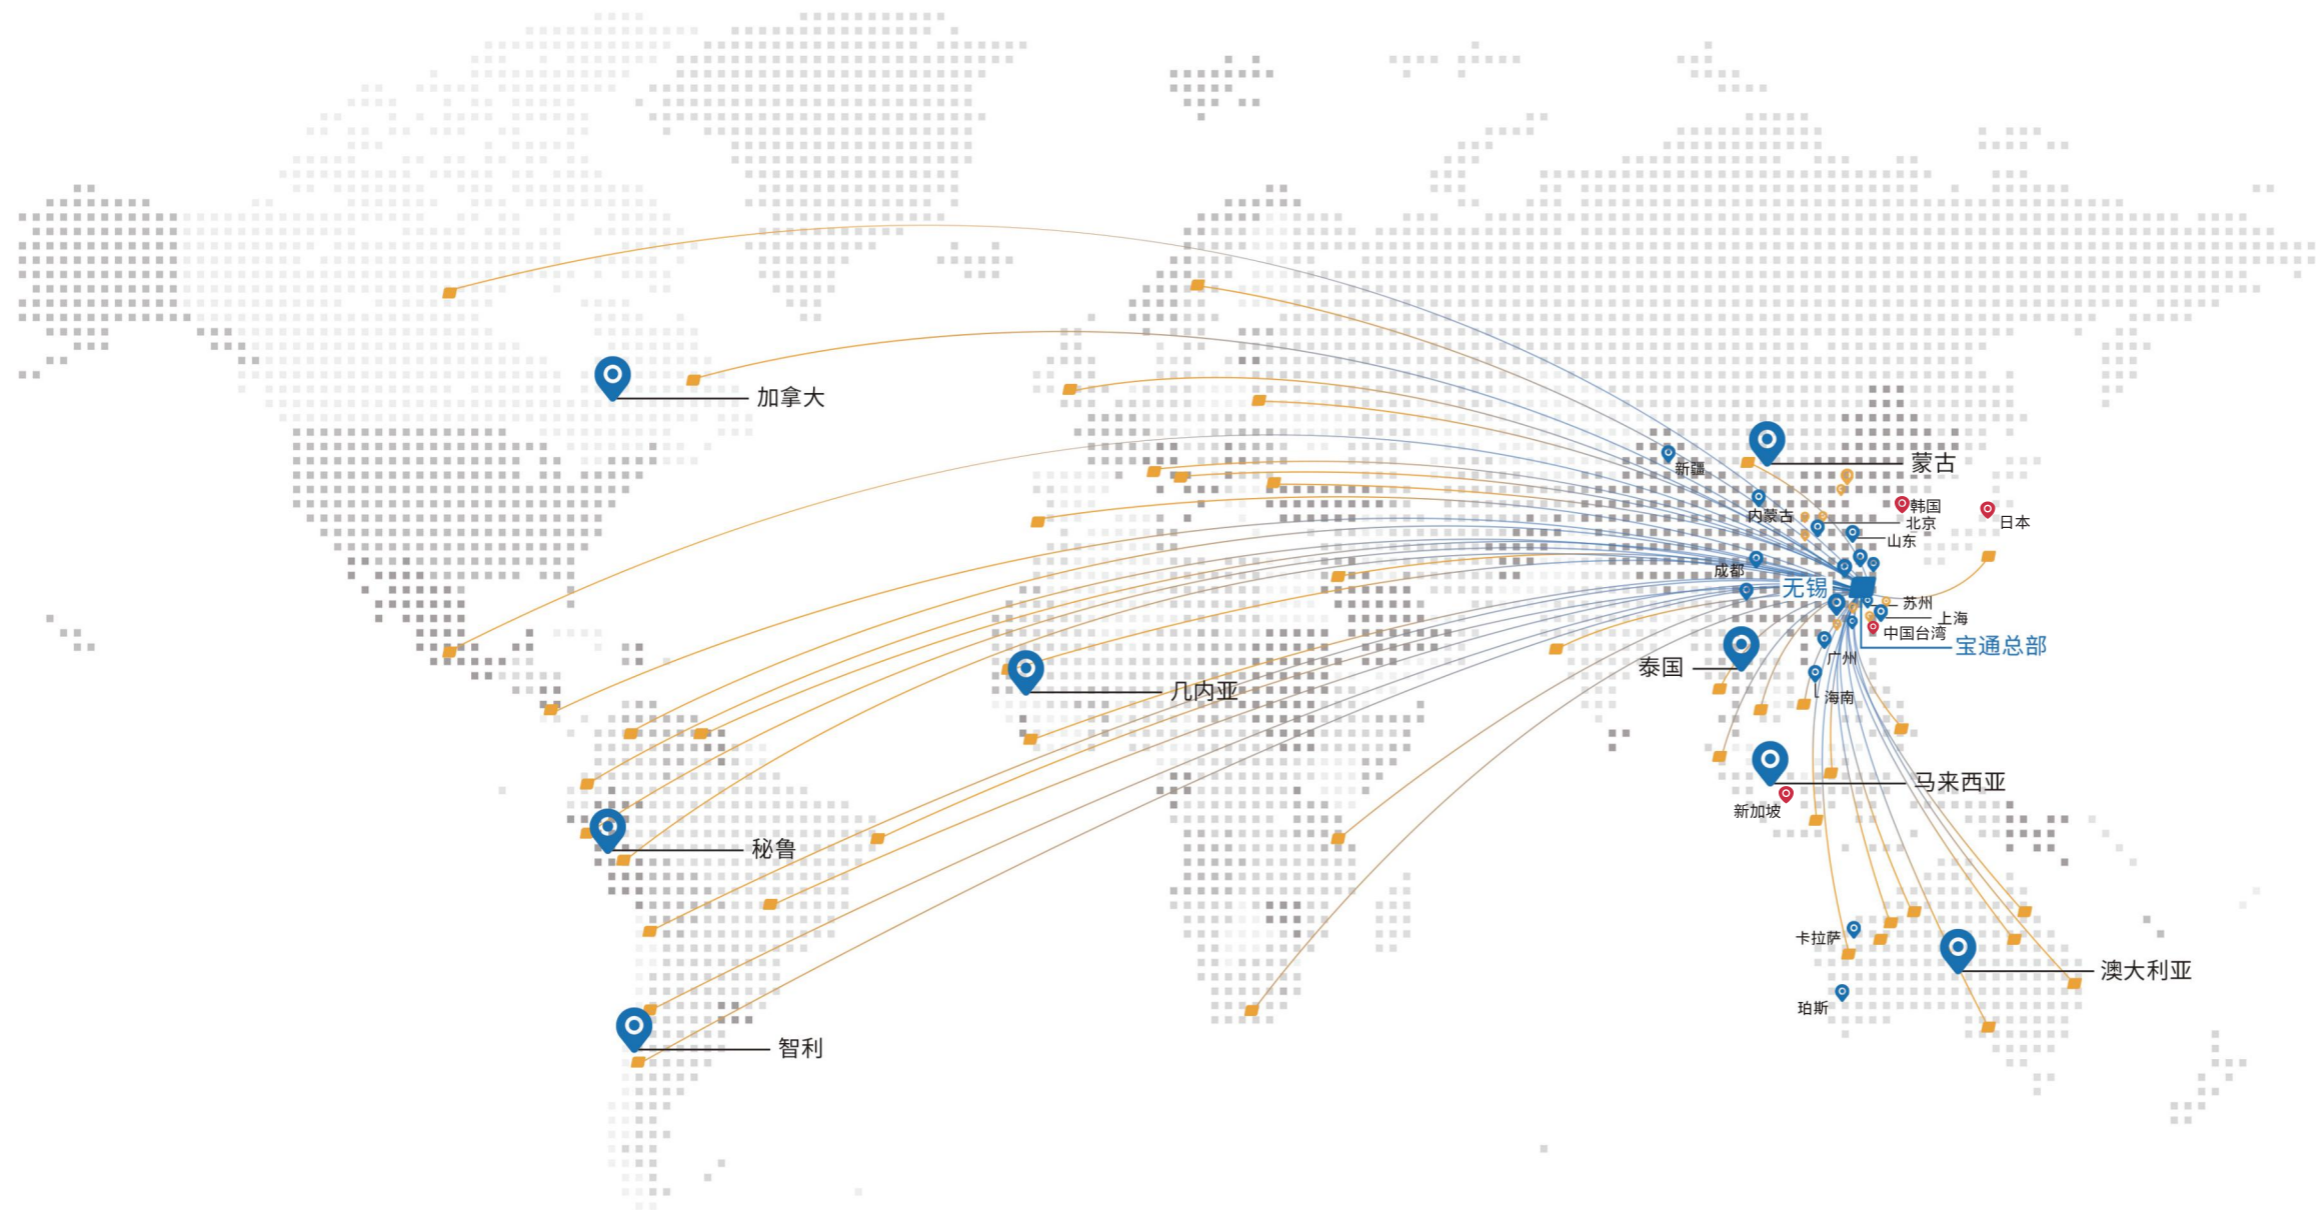 加拿大
蒙古
新疆
韩国
内蒙古
北京
日本
山东
成都
无锡
苏州
上海
中国台湾
宝通总部
广州
泰国
几内亚
海南
马来西亚
新加坡
秘鲁
卡拉萨
澳大利亚
珀斯
智利